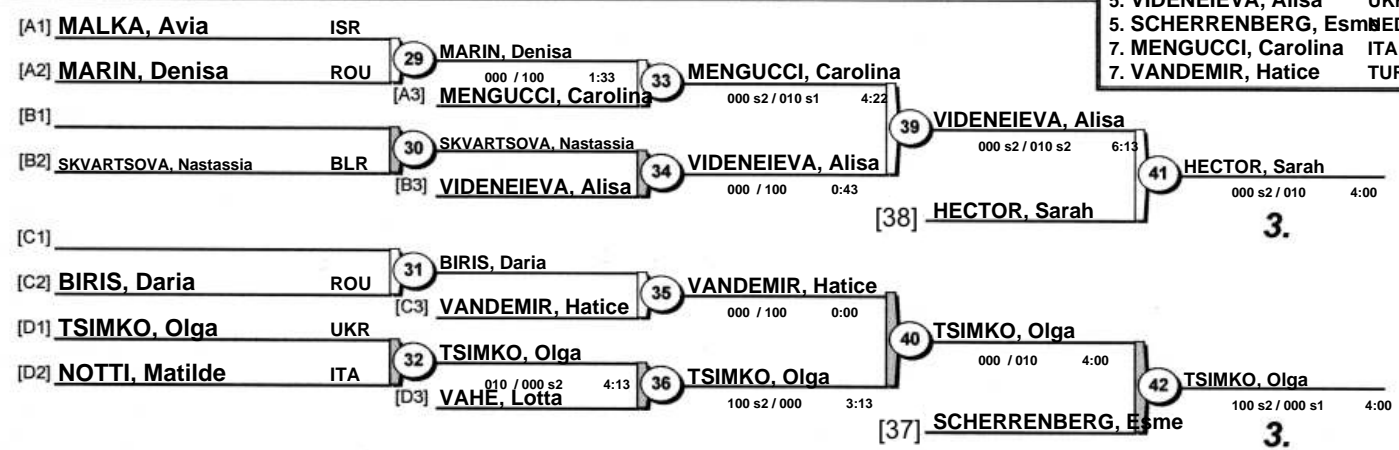 5. VIDENEIEVA, Alisa
5. SCHERRENBERG, Esme NED
7. MENGUCCI, Carolina ITA
7. VANDEMIR, Hatice
[A1] MALKA, Avia ISR
29
MARIN, Denisa
000 / 100 1:33
[A2] MARIN, Denisa ROU
[A3] MENGUCCI, Carolina
33
MENGUCCI, Carolina
000 s2 / 010 s1 4:22
[B1]
30
SKVARTSOVA, Nastassia
[B2] SKVARTSOVA, Nastassia BLR
[B3] VIDENEIEVA, Alisa
34
VIDENEIEVA, Alisa
000 / 100 0:43
39
VIDENEIEVA, Alisa
000 s2 / 010 s2 6:13
[38] HECTOR, Sarah
41
HECTOR, Sarah
000 s2 / 010 4:00
3.
[C1]
31
BIRIS, Daria
[C2] BIRIS, Daria ROU
[C3] VANDEMIR, Hatice
35
VANDEMIR, Hatice
000 / 100 0:00
[D1] TSIMKO, Olga UKR
32
TSIMKO, Olga
010 / 000 s2 4:13
[D2] NOTTI, Matilde ITA
[D3] VAHE, Lotta
36
TSIMKO, Olga
100 s2 / 000 3:13
40
TSIMKO, Olga
000 / 010 4:00
[37] SCHERRENBERG, Esme
42
TSIMKO, Olga
100 s2 / 000 s1 4:00
3.